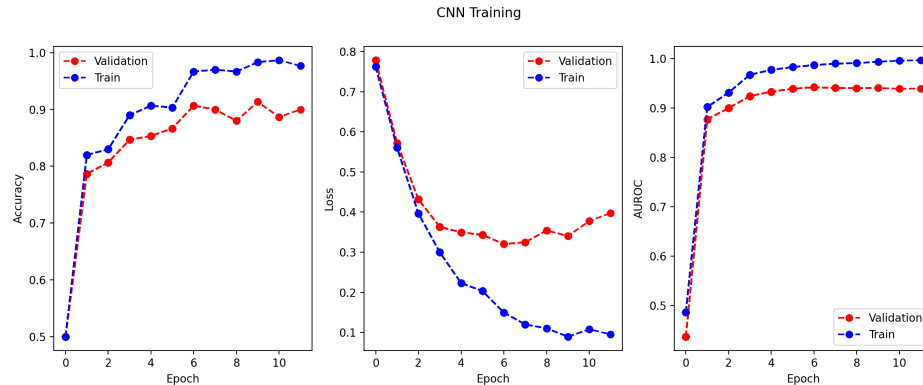 CNN Training
1.0
0.9
0.8
0.7
0.6
0.5
Accuracy
Validation
Train
0 2 4 6 8 10
Epoch
0.8
0.7
0.6
0.5
0.4
0.3
0.2
0.1
Loss
Validation
Train
0 2 4 6 8 10
Epoch
1.0
0.9
0.8
0.7
0.6
0.5
AUROC
Validation
Train
0 2 4 6 8 10
Epoch